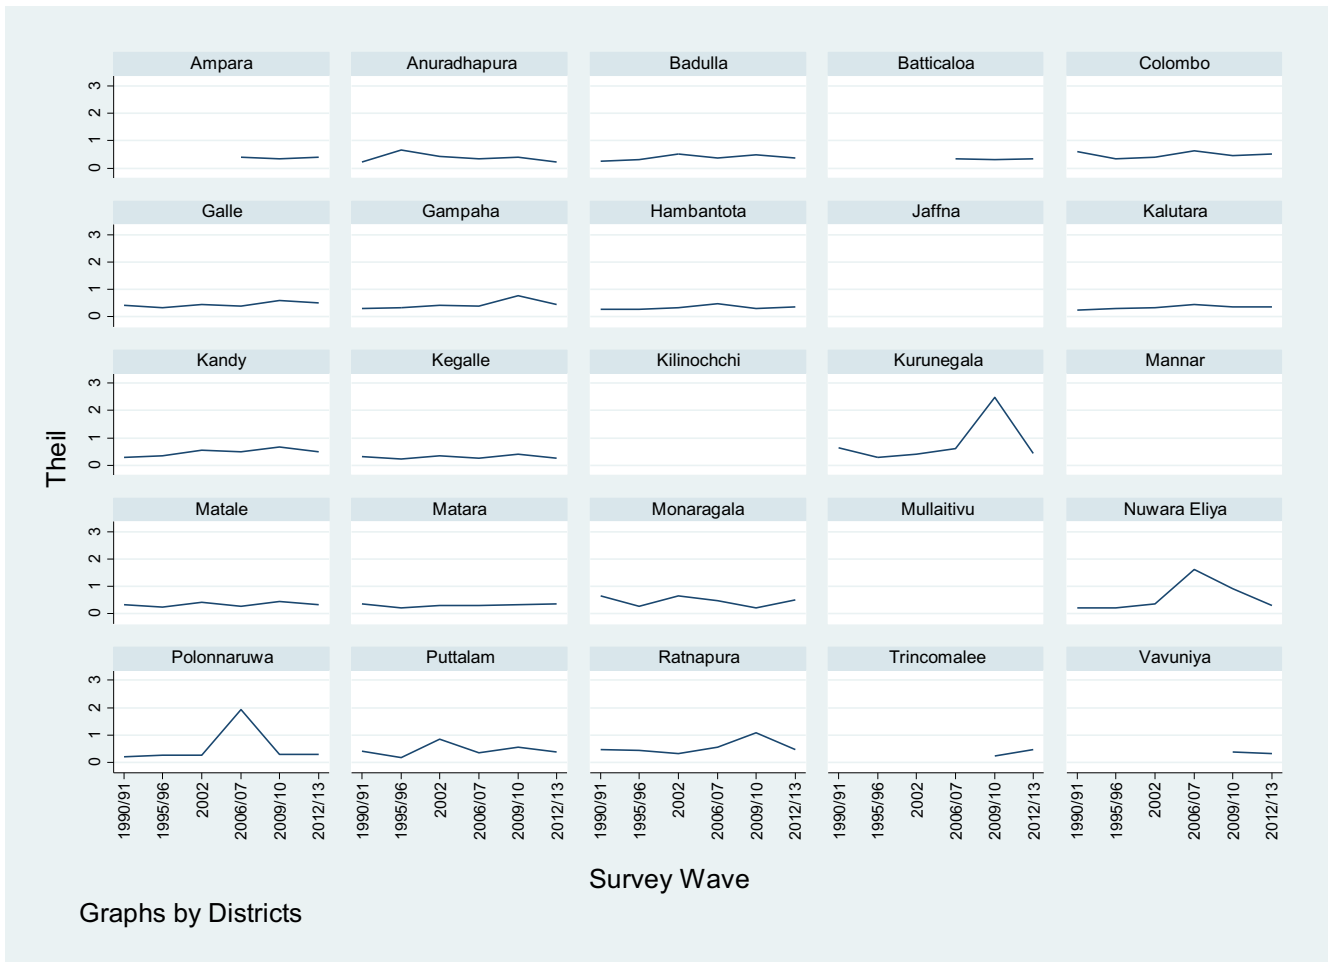 Ampara Anuradhapura Badulla Batticaloa Colombo
3
2
1
0
Galle Gampaha Hambantota Jaffna Kalutara
3
2
1
0
Kandy Kegalle Kilinochchi Kurunegala Mannar
3
2
1
0
Theil
Matale Matara Monaragala Mullaitivu Nuwara Eliya
3
2
1
0
Polonnaruwa Puttalam Ratnapura Trincomalee Vavuniya
3
2
1
0
1990/91 1995/96 2002 2006/07 2009/10 2012/13 1990/91 1995/96 2002 2006/07 2009/10 2012/13 1990/91 1995/96 2002 2006/07 2009/10 2012/13 1990/91 1995/96 2002 2006/07 2009/10 2012/13 1990/91 1995/96 2002 2006/07 2009/10 2012/13
Survey Wave
Graphs by Districts